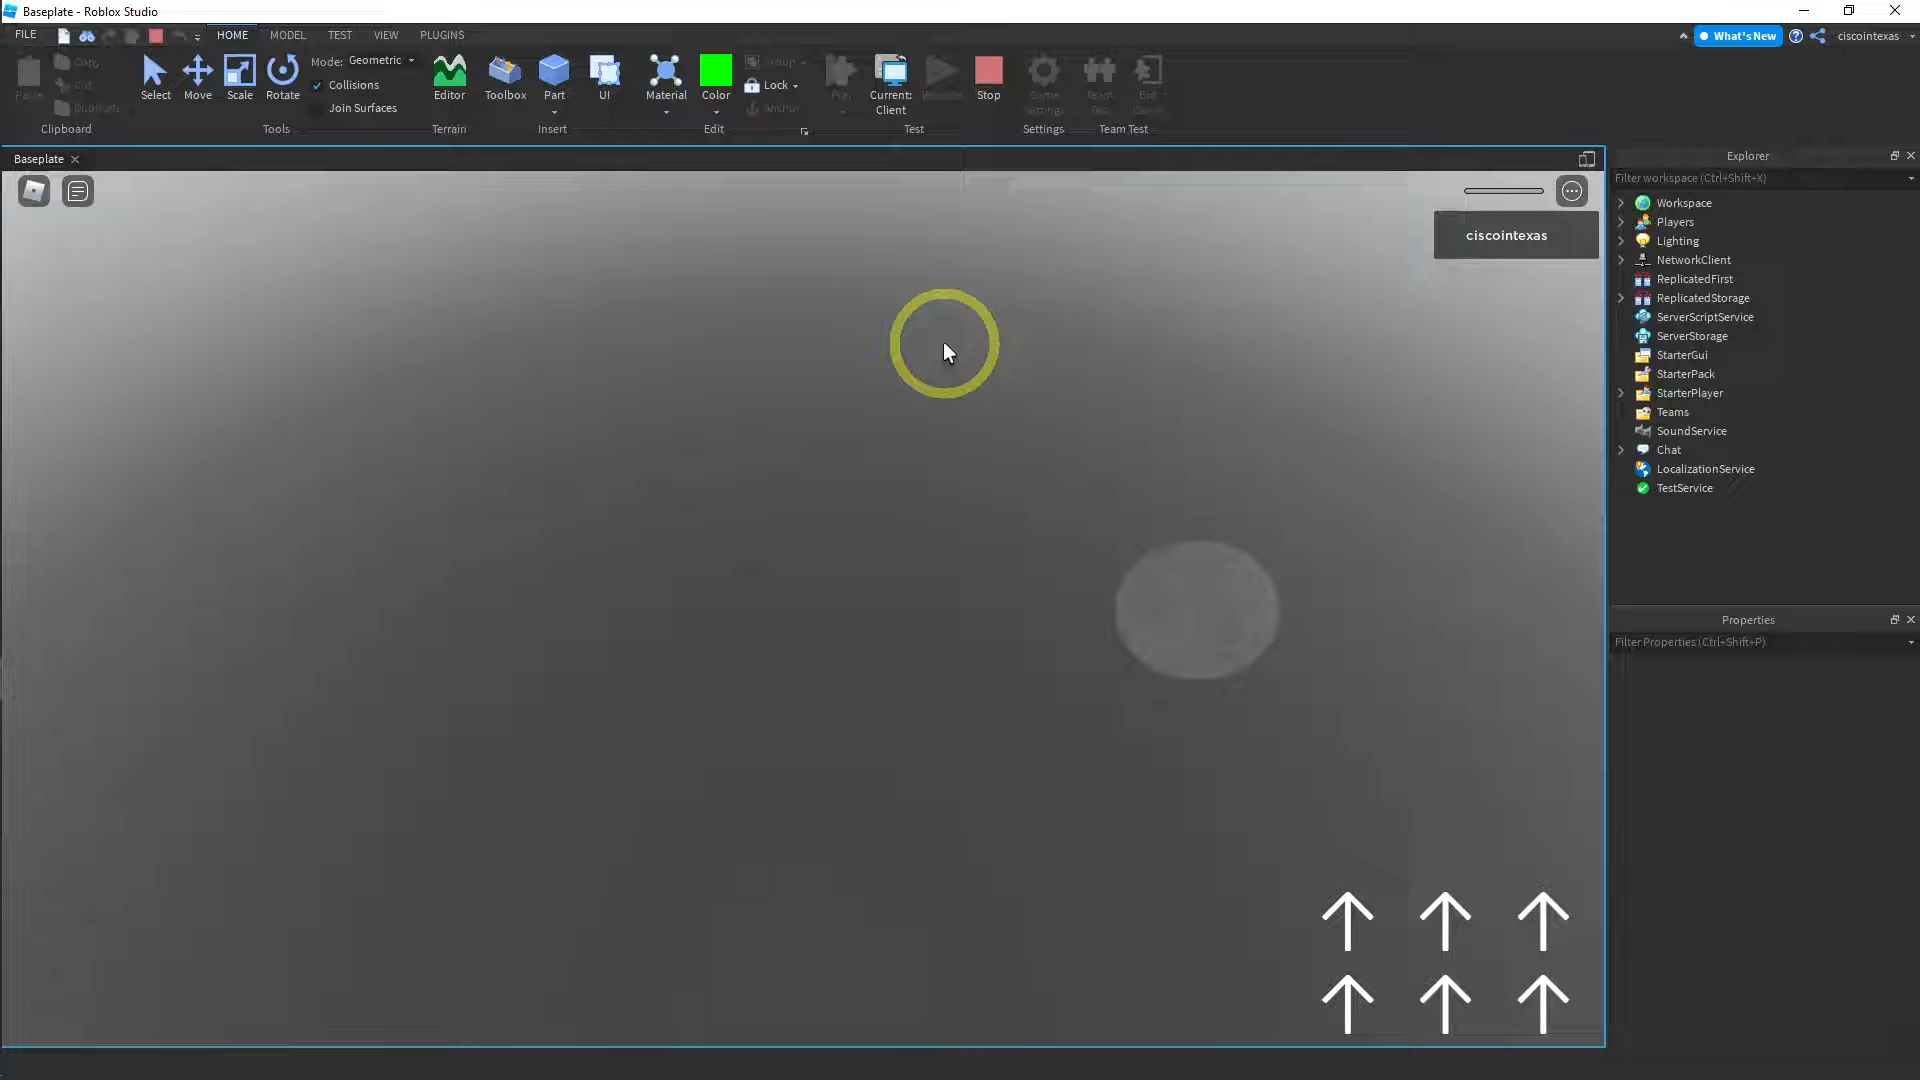 Baseplate - Roblox Studio
FILE
HOME
MODEL
TEST
VIEW
PLUGINS
What's New
ciscointexas
Paste
Copy
Cut
Duplicate
Select
Move
Scale
Rotate
Mode: Geometric
Collisions
Join Surfaces
Editor
Toolbox
Part
UI
Material
Color
Group
Lock
Anchor
Play
Current:
Client
Resume
Stop
Game
Settings
Team
Test
Exit
Game
Clipboard
Tools
Terrain
Insert
Edit
Test
Settings
Team Test
Baseplate
ciscointexas
Explorer
Filter workspace (Ctrl+Shift+X)
Workspace
Players
Lighting
NetworkClient
ReplicatedFirst
ReplicatedStorage
ServerScriptService
ServerStorage
StarterGui
StarterPack
StarterPlayer
Teams
SoundService
Chat
LocalizationService
TestService
Properties
Filter Properties (Ctrl+Shift+P)